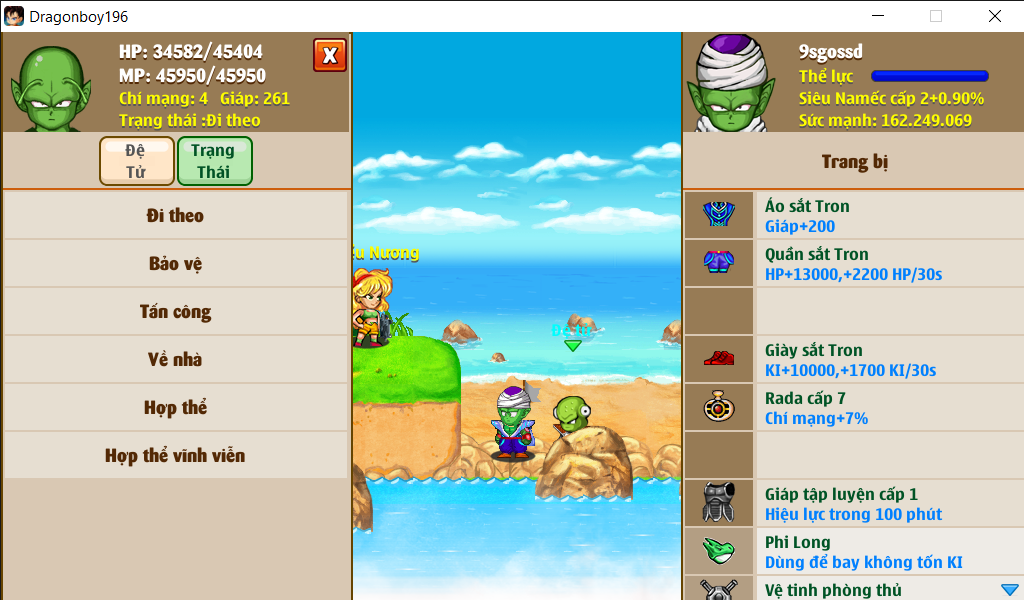 Dragonboy196
HP: 34582/45404
MP: 45950/45950
Chí mạng: 4 Giáp: 261
Trạng thái :Đi theo
X
Đệ
Tử
Trạng
Thái
Đi theo
Bảo vệ
Tấn công
Về nhà
Hợp thể
Hợp thể vĩnh viễn
Nương
Đệ tử
9sgossd
Thể lực
Siêu Namếc cấp 2+0.90%
Sức mạnh: 162.249.069
Trang bị
Áo sắt Tron
Giáp+200
Quần sắt Tron
HP+13000,+2200 HP/30s
Giày sắt Tron
KI+10000,+1700 KI/30s
Rada cấp 7
Chí mạng+7%
Giáp tập luyện cấp 1
Hiệu lực trong 100 phút
Phi Long
Dùng để bay không tốn KI
Vệ tinh phòng thủ